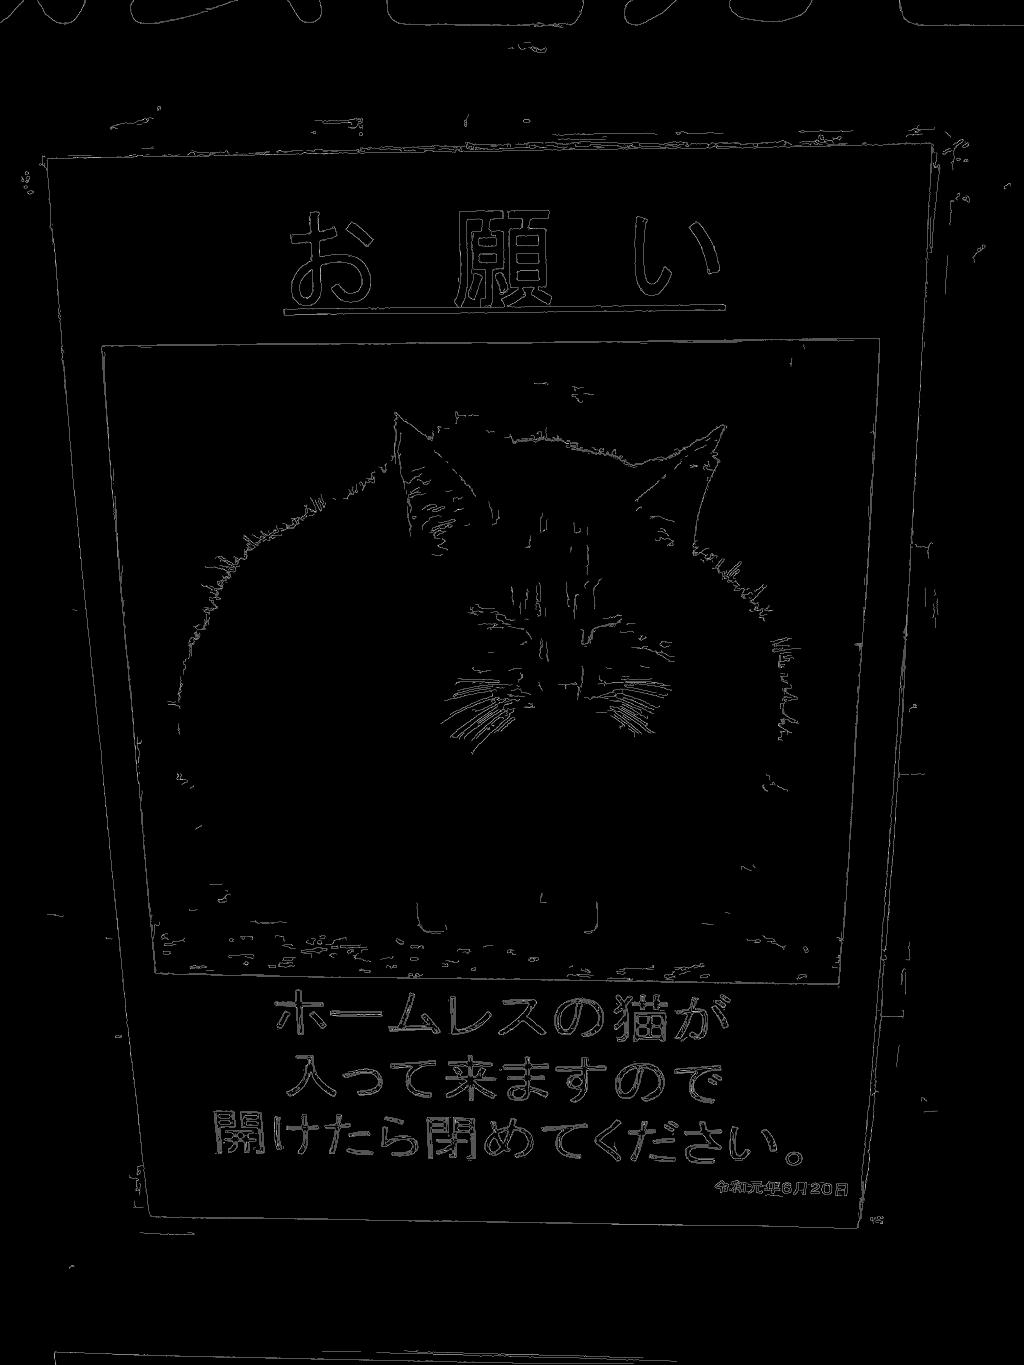 お願い
ホームレスの猫が
入って来ますので
開けたら閉めてください。
令和元年6月20日